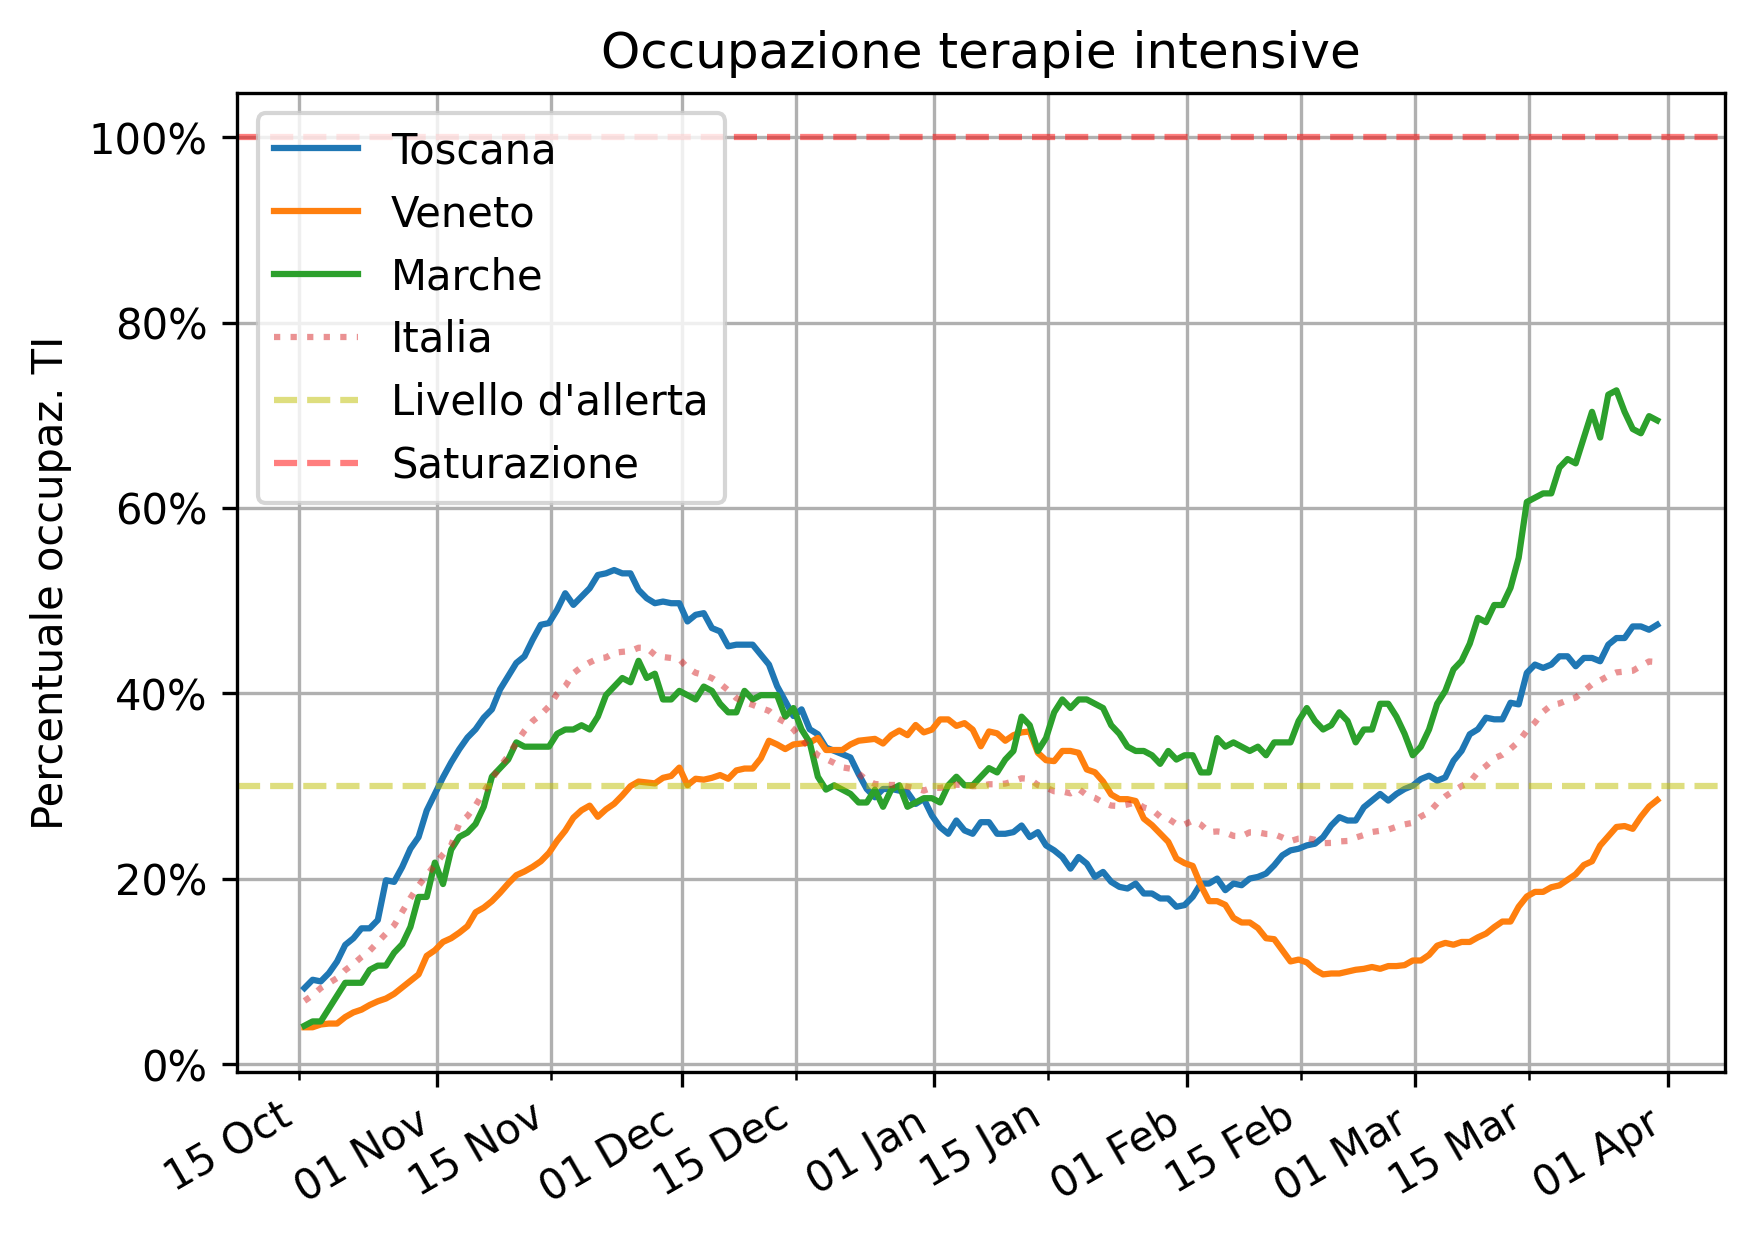 Occupazione terapie intensive
Percentuale occupaz. TI
100%
80%
60%
40%
20%
0%
Toscana
Veneto
Marche
Italia
Livello d'allerta
Saturazione
15 Oct
01 Nov
15 Nov
01 Dec
15 Dec
01 Jan
15 Jan
01 Feb
15 Feb
01 Mar
15 Mar
01 Apr